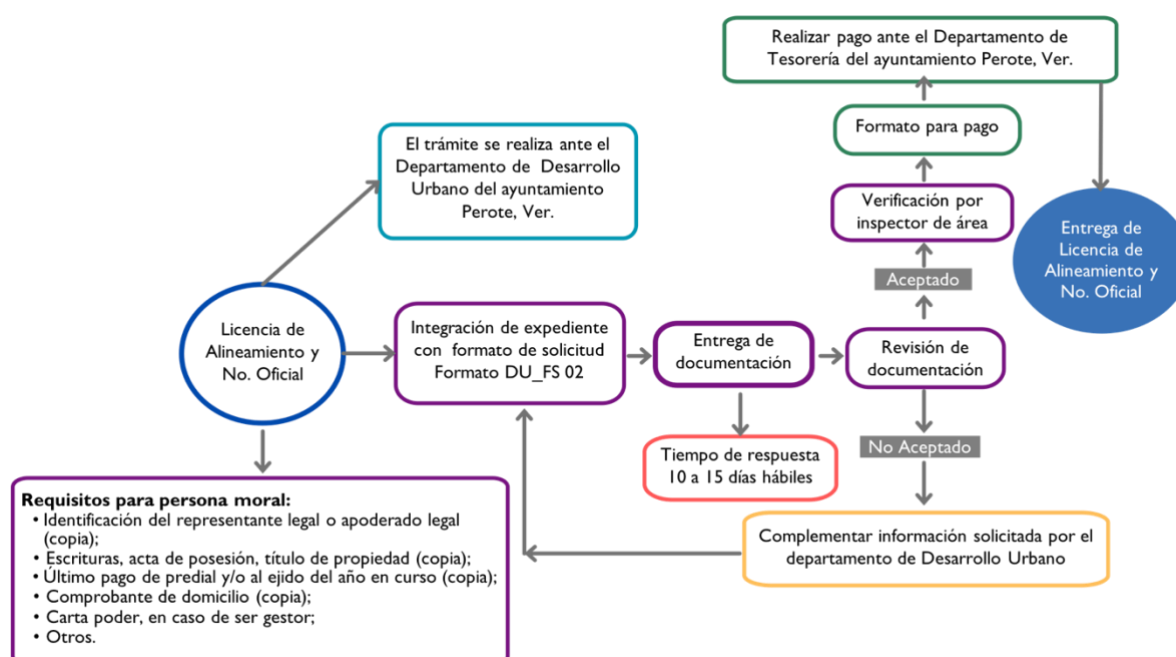 Realizar pago ante el Departamento de
Tesorería del ayuntamiento Perote, Ver.
Formato para pago
El trámite se realiza ante el
Departamento de Desarrollo
Urbano del ayuntamiento
Perote, Ver.
Verificación por
inspector de área
Entrega de
Licencia de
Alineamiento y
No. Oficial
Aceptado
Licencia de
Alineamiento y
No. Oficial
Integración de expediente
con formato de solicitud
Formato DU_FS 02
Entrega de
documentación
Revisión de
documentación
No Aceptado
Tiempo de respuesta
10 a 15 días hábiles
Requisitos para persona moral:
• Identificación del representante legal o apoderado legal
(copia);
• Escrituras, acta de posesión, título de propiedad (copia);
• Último pago de predial y/o al ejido del año en curso (copia);
• Comprobante de domicilio (copia);
• Carta poder, en caso de ser gestor;
• Otros.
Complementar información solicitada por el
departamento de Desarrollo Urbano